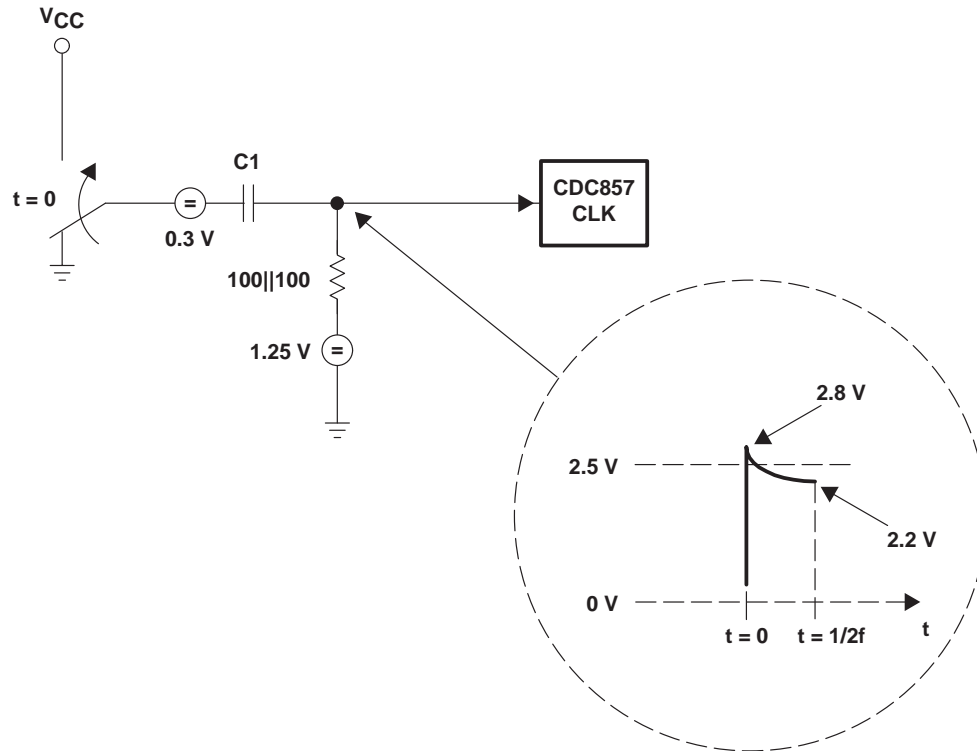 VCC
t = 0
C1
0.3 V
CDC857
CLK
100||100
1.25 V
=
=
2.8 V
2.5 V
2.2 V
0 V
t = 0
t = 1/2f
t